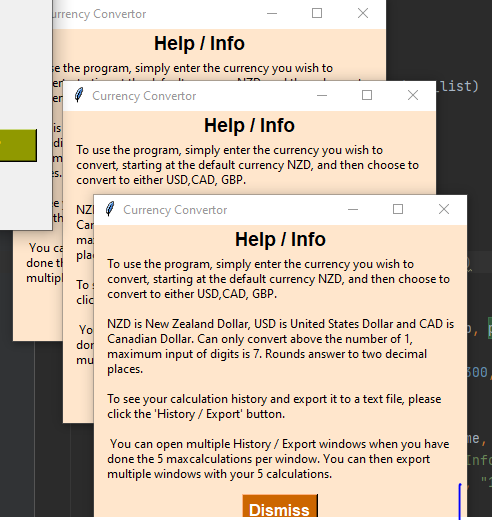 Currency Convertor
Help / Info
se the program, simply enter the currency you wish to
list)
Currency Convertor
Help / Info
To use the program, simply enter the currency you wish to
convert, starting at the default currency NZD, and then choose to
convert to either USD,CAD, GBP.
NZ
Car
max
plac
To s
clic
You
don
mu
is
es.
You ca
done th
multipl
Currency Convertor
Help / Info
To use the program, simply enter the currency you wish to
convert, starting at the default currency NZD, and then choose to
convert to either USD,CAD, GBP.
NZD is New Zealand Dollar, USD is United States Dollar and CAD is
Canadian Dollar. Can only convert above the number of 1,
maximum input of digits is 7. Rounds answer to two decimal
places.
To see your calculation history and export it to a text file, please
click the 'History / Export' button.
You can open multiple History / Export windows when you have
done the 5 maxcalculations per window. You can then export
multiple windows with your 5 calculations.
Dismiss
300,
me,
Info